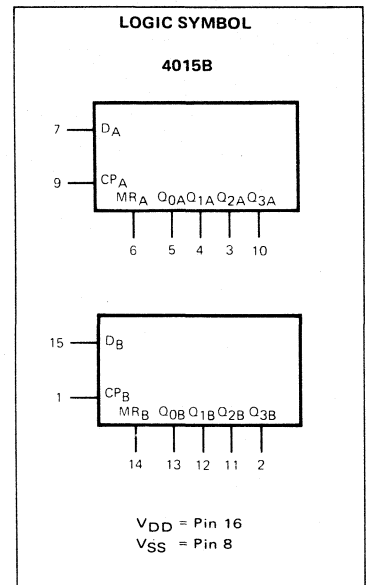 LOGIC SYMBOL
4015B
7 DA
9 CPA
MRA Q0A Q1A Q2A Q3A
6 5 4 3 10
15 DB
1 CPB
MRB Q0B Q1B Q2B Q3B
14 13 12 11 2
VDD = Pin 16
VSS = Pin 8